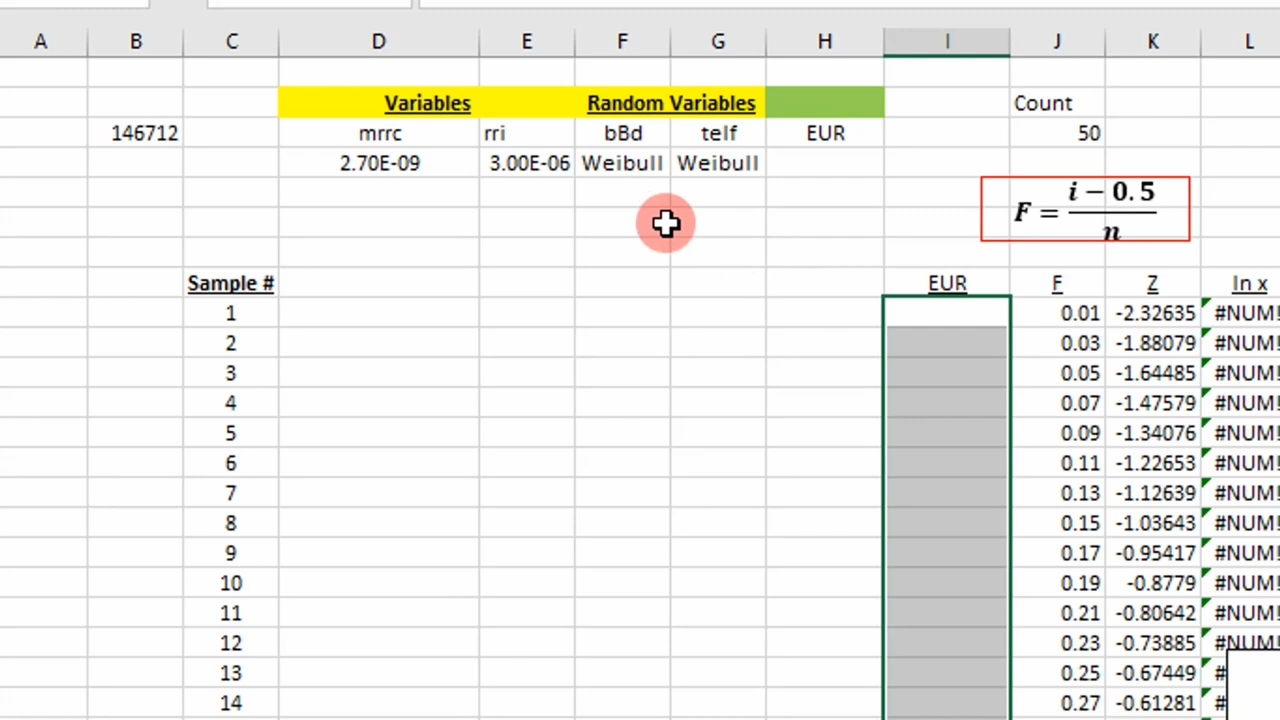 A B C D E F G H I J K L
Variables Random Variables Count
146712 mrrc rri bBd telf EUR 50
2.70E-09 3.00E-06 Weibull Weibull
F = i − 0.5 / n
Sample # EUR F Z ln x
1 0.01 -2.32635 #NUM!
2 0.03 -1.88079 #NUM!
3 0.05 -1.64485 #NUM!
4 0.07 -1.47579 #NUM!
5 0.09 -1.34076 #NUM!
6 0.11 -1.22653 #NUM!
7 0.13 -1.12639 #NUM!
8 0.15 -1.03643 #NUM!
9 0.17 -0.95417 #NUM!
10 0.19 -0.8779 #NUM!
11 0.21 -0.80642 #NUM!
12 0.23 -0.73885 #NUM!
13 0.25 -0.67449 #
14 0.27 -0.61281 #